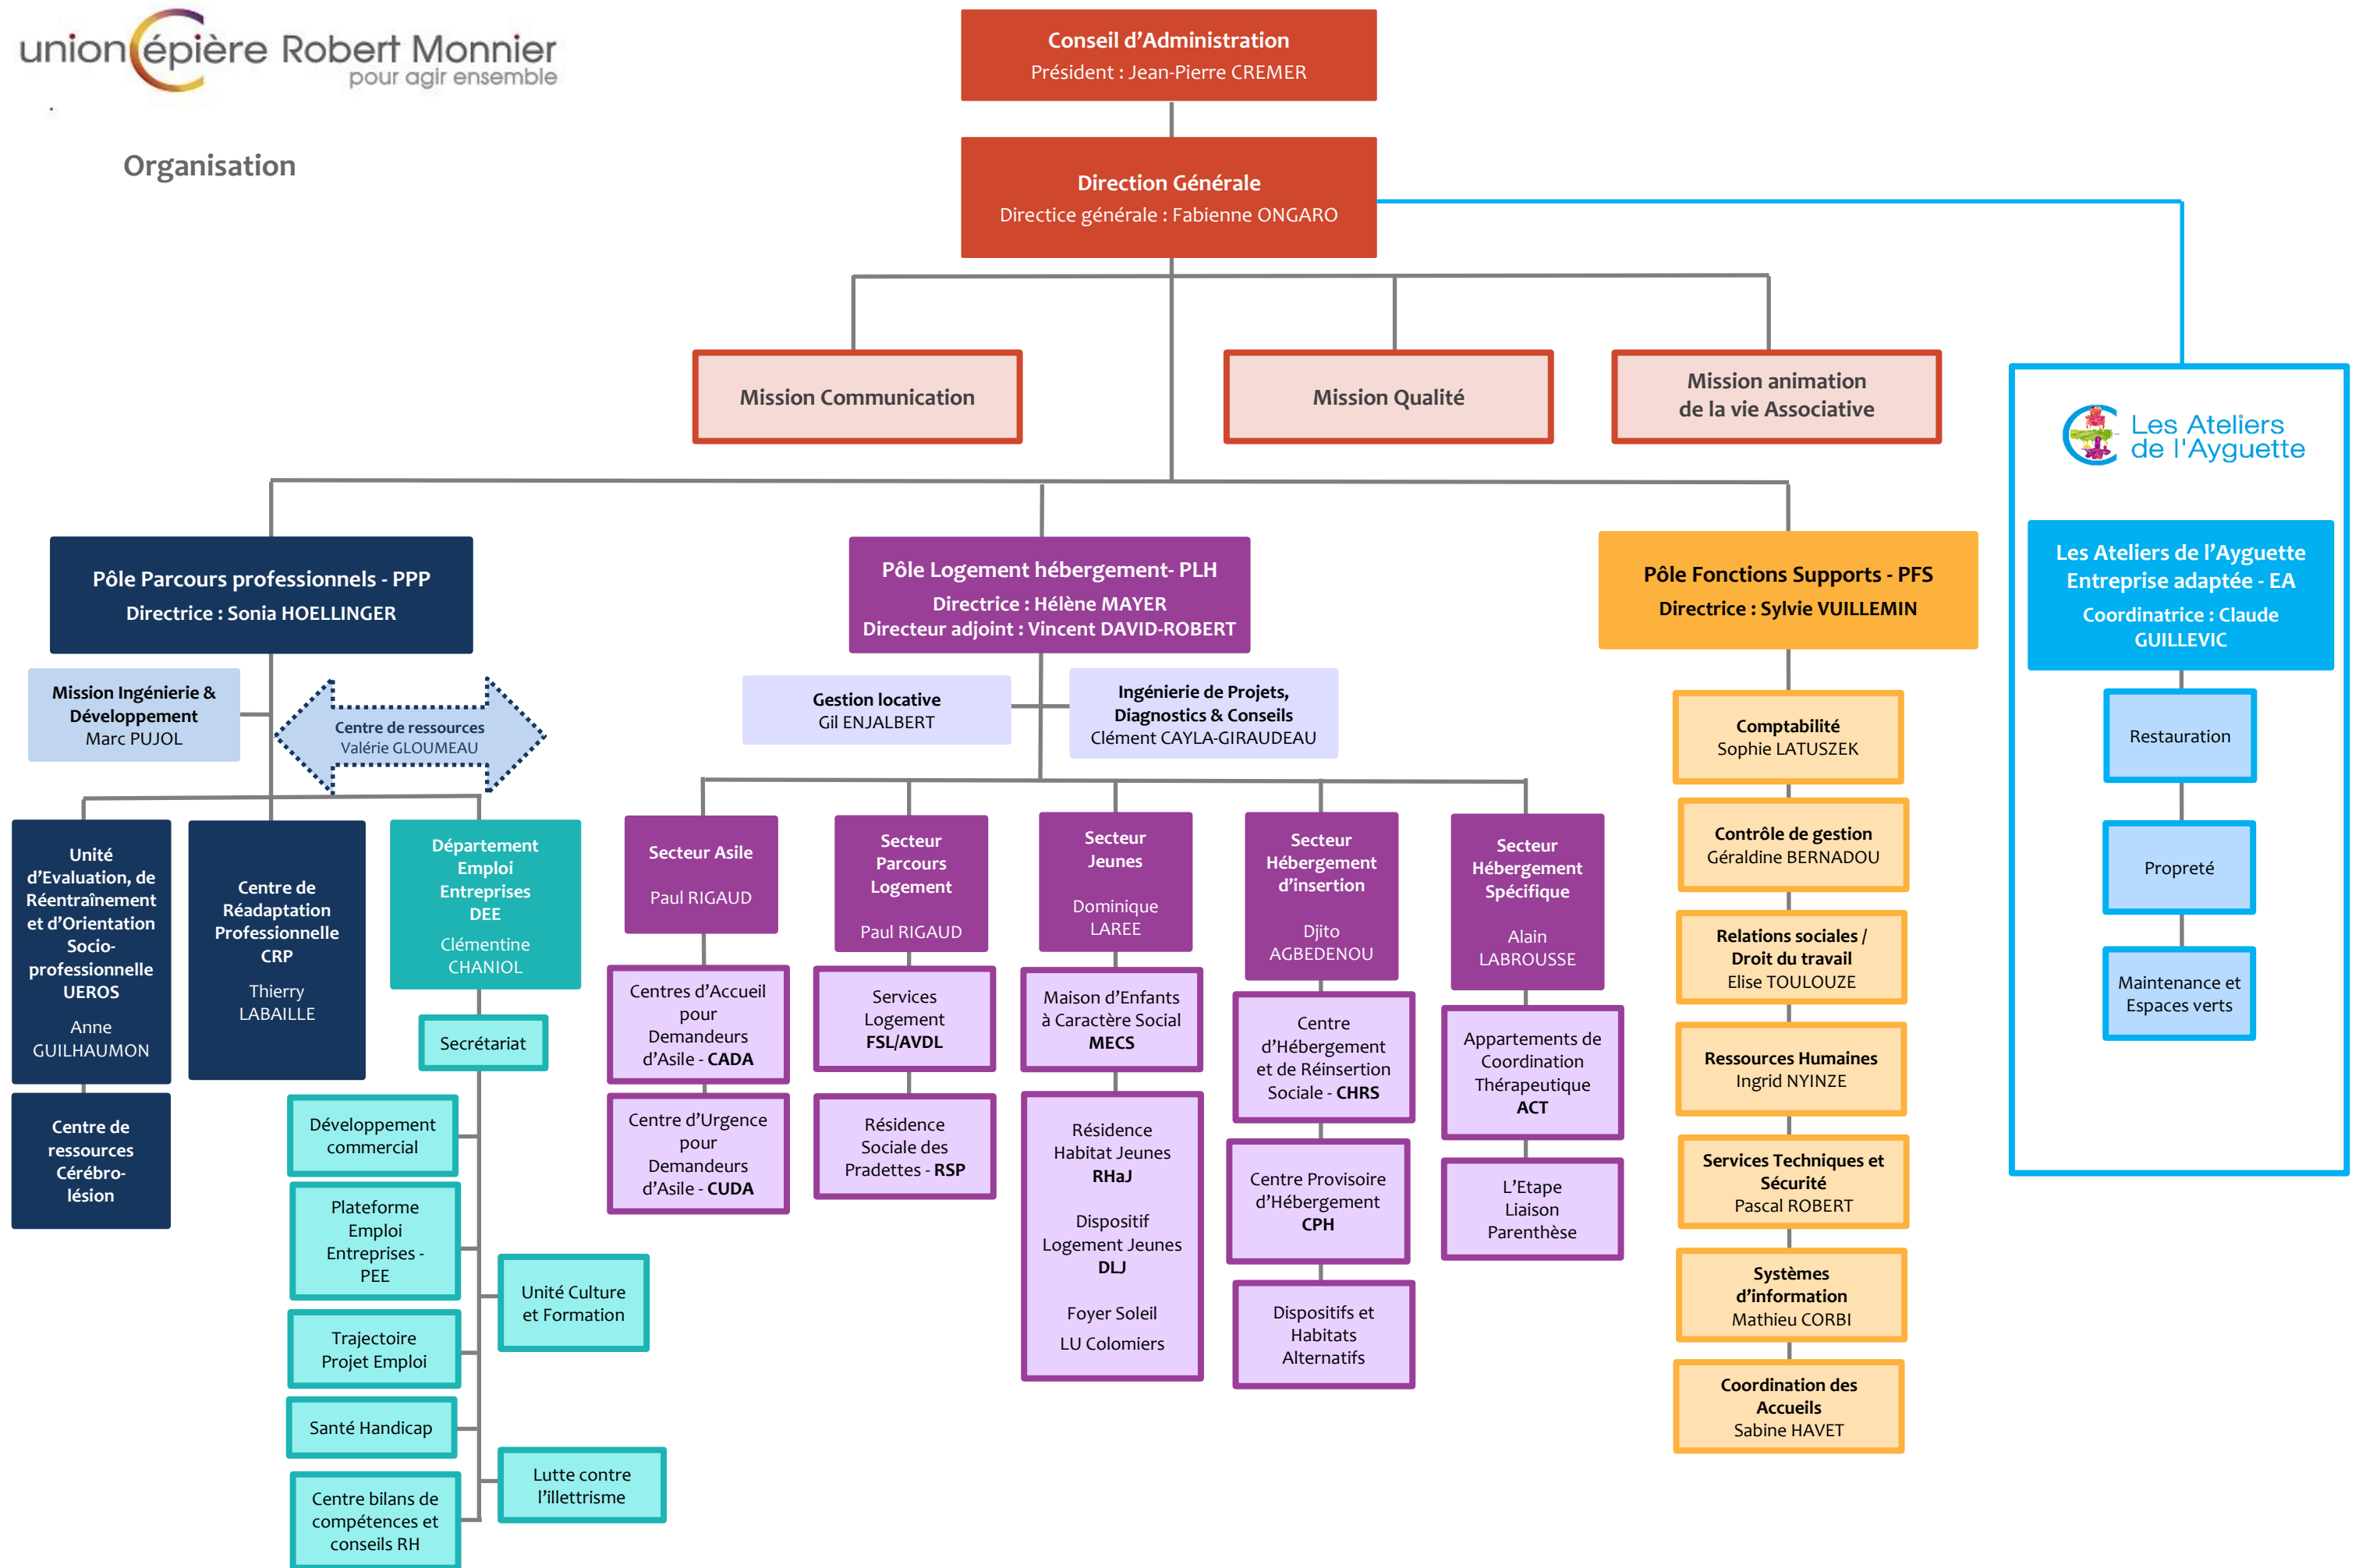 union Cépière Robert Monnier
pour agir ensemble
Organisation
Conseil d'Administration
Président : Jean-Pierre CREMER
Direction Générale
Directice générale : Fabienne ONGARO
Mission Communication
Mission Qualité
Mission animation
de la vie Associative
Les Ateliers
de l'Ayguette
Pôle Parcours professionnels - PPP
Directrice : Sonia HOELLINGER
Mission Ingénierie &
Développement
Marc PUJOL
Centre de ressources
Valérie GLOUMEAU
Unité
d'Evaluation, de
Réentraînement
et d'Orientation
Socio-
professionnelle
UEROS
Anne
GUILHAUMON
Centre de
ressources
Cérébro-
lésion
Centre de
Réadaptation
Professionnelle
CRP
Thierry
LABAILLE
Département
Emploi
Entreprises
DEE
Clémentine
CHANIOL
Secrétariat
Développement
commercial
Plateforme
Emploi
Entreprises -
PEE
Unité Culture
et Formation
Trajectoire
Projet Emploi
Santé Handicap
Lutte contre
l'illettrisme
Centre bilans de
compétences et
conseils RH
Pôle Logement hébergement- PLH
Directrice : Hélène MAYER
Directeur adjoint : Vincent DAVID-ROBERT
Gestion locative
Gil ENJALBERT
Ingénierie de Projets,
Diagnostics & Conseils
Clément CAYLA-GIRAUDEAU
Secteur Asile
Paul RIGAUD
Centres d'Accueil
pour
Demandeurs
d'Asile - CADA
Centre d'Urgence
pour
Demandeurs
d'Asile - CUDA
Secteur
Parcours
Logement
Paul RIGAUD
Services
Logement
FSL/AVDL
Résidence
Sociale des
Pradettes - RSP
Secteur
Jeunes
Dominique
LAREE
Maison d'Enfants
à Caractère Social
MECS
Résidence
Habitat Jeunes
RHaJ
Dispositif
Logement Jeunes
DLJ
Foyer Soleil
LU Colomiers
Secteur
Hébergement
d'insertion
Djito
AGBEDENOU
Centre
d'Hébergement
et de Réinsertion
Sociale - CHRS
Centre Provisoire
d'Hébergement
CPH
Dispositifs et
Habitats
Alternatifs
Secteur
Hébergement
Spécifique
Alain
LABROUSSE
Appartements de
Coordination
Thérapeutique
ACT
L'Etape
Liaison
Parenthèse
Pôle Fonctions Supports - PFS
Directrice : Sylvie VUILLEMIN
Comptabilité
Sophie LATUSZEK
Contrôle de gestion
Géraldine BERNADOU
Relations sociales /
Droit du travail
Elise TOULOUZE
Ressources Humaines
Ingrid NYINZE
Services Techniques et
Sécurité
Pascal ROBERT
Systèmes
d'information
Mathieu CORBI
Coordination des
Accueils
Sabine HAVET
Les Ateliers de l'Ayguette
Entreprise adaptée - EA
Coordinatrice : Claude
GUILLEVIC
Restauration
Propreté
Maintenance et
Espaces verts